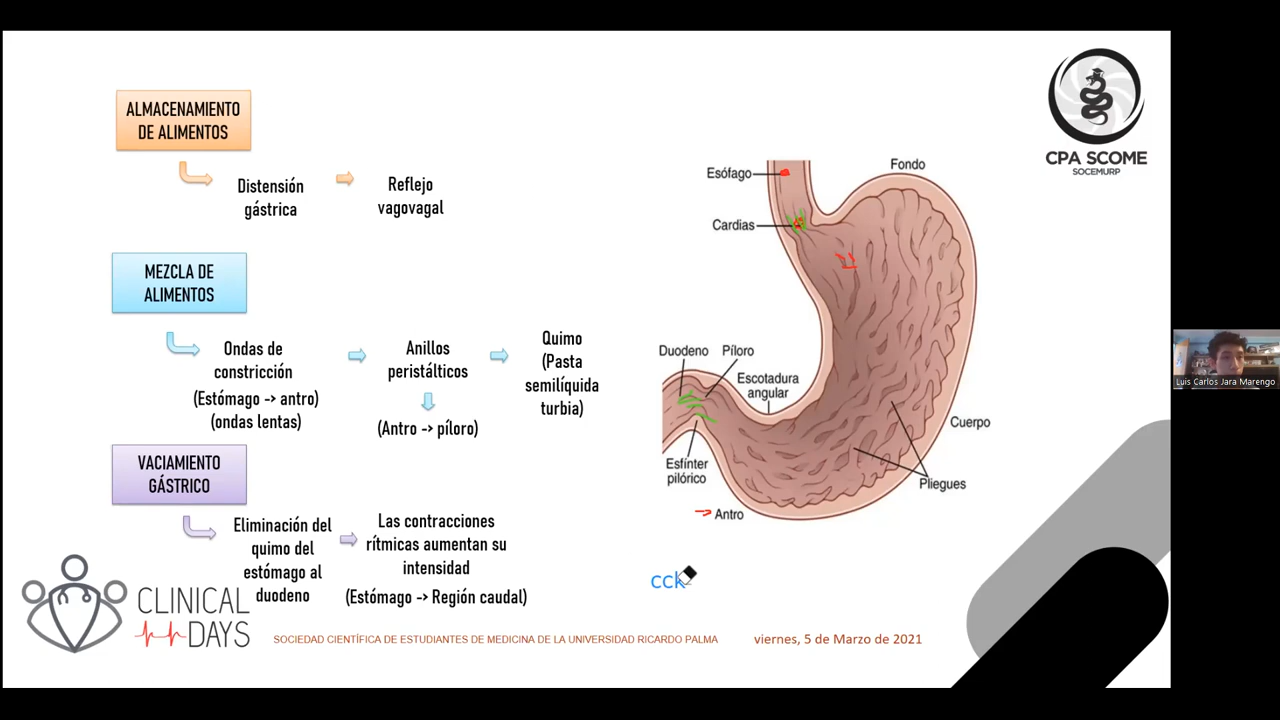 ALMACENAMIENTO
DE ALIMENTOS
Distensión
gástrica
Reflejo
vagovagal
MEZCLA DE
ALIMENTOS
Ondas de
constricción
(Estómago -> antro)
(ondas lentas)
Anillos
peristálticos
(Antro -> píloro)
Quimo
(Pasta
semilíquida
turbia)
VACIAMIENTO
GÁSTRICO
Eliminación del
quimo del
estómago al
duodeno
Las contracciones
rítmicas aumentan su
intensidad
(Estómago -> Región caudal)
Esófago
Fondo
Cardias
Duodeno
Píloro
Escotadura
angular
Cuerpo
Esfínter
pilórico
Pliegues
Antro
cck
CPA SCOME
SOCEMURP
CLINICAL
DAYS
SOCIEDAD CIENTÍFICA DE ESTUDIANTES DE MEDICINA DE LA UNIVERSIDAD RICARDO PALMA
viernes, 5 de Marzo de 2021
Luis Carlos Jara Marengo